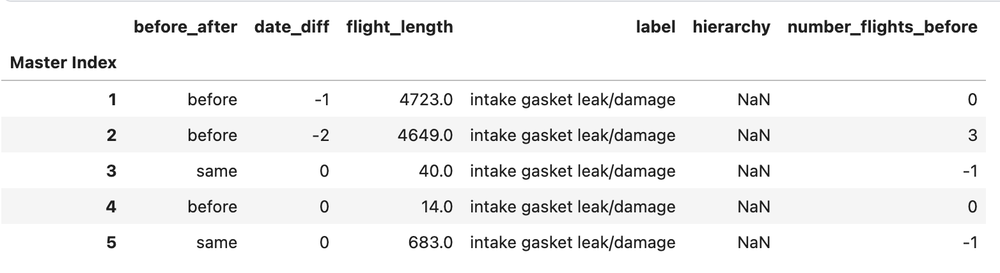 before_after date_diff flight_length label hierarchy number_flights_before
Master Index
1 before -1 4723.0 intake gasket leak/damage NaN 0
2 before -2 4649.0 intake gasket leak/damage NaN 3
3 same 0 40.0 intake gasket leak/damage NaN -1
4 before 0 14.0 intake gasket leak/damage NaN 0
5 same 0 683.0 intake gasket leak/damage NaN -1